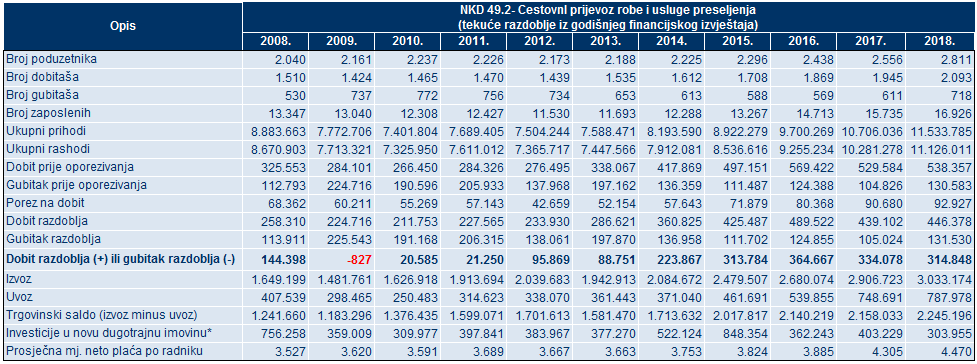 Opis
NKD 49.2- Cestovnl prijevoz robe i usluge preseljenja
(tekuće razdoblje iz godišnjeg financijskog izvještaja)
2008. 2009. 2010. 2011. 2012. 2013. 2014. 2015. 2016. 2017. 2018.
Broj poduzetnika 2.040 2.161 2.237 2.226 2.173 2.188 2.225 2.296 2.438 2.556 2.811
Broj dobitaša 1.510 1.424 1.465 1.470 1.439 1.535 1.612 1.708 1.869 1.945 2.093
Broj gubitaša 530 737 772 756 734 653 613 588 569 611 718
Broj zaposlenih 13.347 13.040 12.308 12.427 11.530 11.693 12.288 13.267 14.713 15.735 16.926
Ukupni prihodi 8.883.663 7.772.706 7.401.804 7.689.405 7.504.244 7.588.471 8.193.590 8.922.279 9.700.269 10.706.036 11.533.785
Ukupni rashodi 8.670.903 7.713.321 7.325.950 7.611.012 7.365.717 7.447.566 7.912.081 8.536.616 9.255.234 10.281.278 11.126.011
Dobit prije oporezivanja 325.553 284.101 266.450 284.326 276.495 338.067 417.869 497.151 569.422 529.584 538.357
Gubitak prije oporezivanja 112.793 224.716 190.596 205.933 137.968 197.162 136.359 111.487 124.388 104.826 130.583
Porez na dobit 68.362 60.211 55.269 57.143 42.659 52.154 57.643 71.879 80.368 90.680 92.927
Dobit razdoblja 258.310 224.716 211.753 227.565 233.930 286.621 360.825 425.487 489.522 439.102 446.378
Gubitak razdoblja 113.911 225.543 191.168 206.315 138.061 197.870 136.958 111.702 124.855 105.024 131.530
Dobit razdoblja (+) ili gubitak razdoblja (-) 144.398 -827 20.585 21.250 95.869 88.751 223.867 313.784 364.667 334.078 314.848
Izvoz 1.649.199 1.481.761 1.626.918 1.913.694 2.039.683 1.942.913 2.084.672 2.479.507 2.680.074 2.906.723 3.033.174
Uvoz 407.539 298.465 250.483 314.623 338.070 361.443 371.040 461.691 539.855 748.691 787.978
Trgovinski saldo (izvoz minus uvoz) 1.241.660 1.183.296 1.376.435 1.599.071 1.701.613 1.581.470 1.713.632 2.017.817 2.140.219 2.158.033 2.245.196
Investicije u novu dugotrajnu imovinu* 756.258 359.009 309.977 397.841 383.967 377.270 522.124 848.354 362.243 403.229 303.955
Prosječna mj. neto plaća po radniku 3.527 3.620 3.591 3.689 3.667 3.663 3.753 3.824 3.885 4.305 4.470